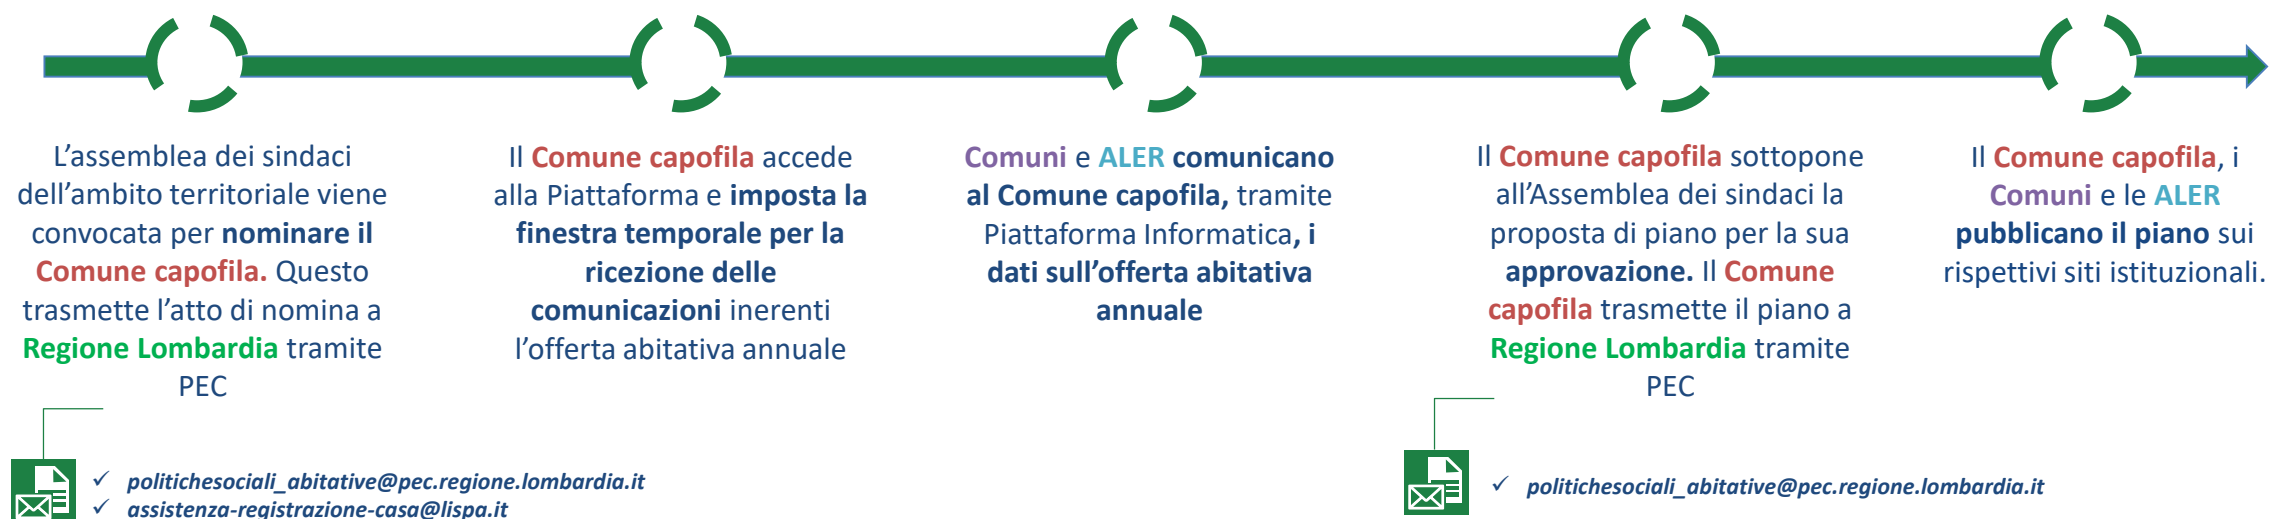 L'assemblea dei sindaci
dell'ambito territoriale viene
convocata per nominare il
Comune capofila. Questo
trasmette l'atto di nomina a
Regione Lombardia tramite
PEC
✓ politichesociali_abitative@pec.regione.lombardia.it
✓ assistenza-registrazione-casa@lispa.it
Il Comune capofila accede
alla Piattaforma e imposta la
finestra temporale per la
ricezione delle
comunicazioni inerenti
l'offerta abitativa annuale
Comuni e ALER comunicano
al Comune capofila, tramite
Piattaforma Informatica, i
dati sull'offerta abitativa
annuale
Il Comune capofila sottopone
all'Assemblea dei sindaci la
proposta di piano per la sua
approvazione. Il Comune
capofila trasmette il piano a
Regione Lombardia tramite
PEC
✓ politichesociali_abitative@pec.regione.lombardia.it
Il Comune capofila, i
Comuni e le ALER
pubblicano il piano sui
rispettivi siti istituzionali.